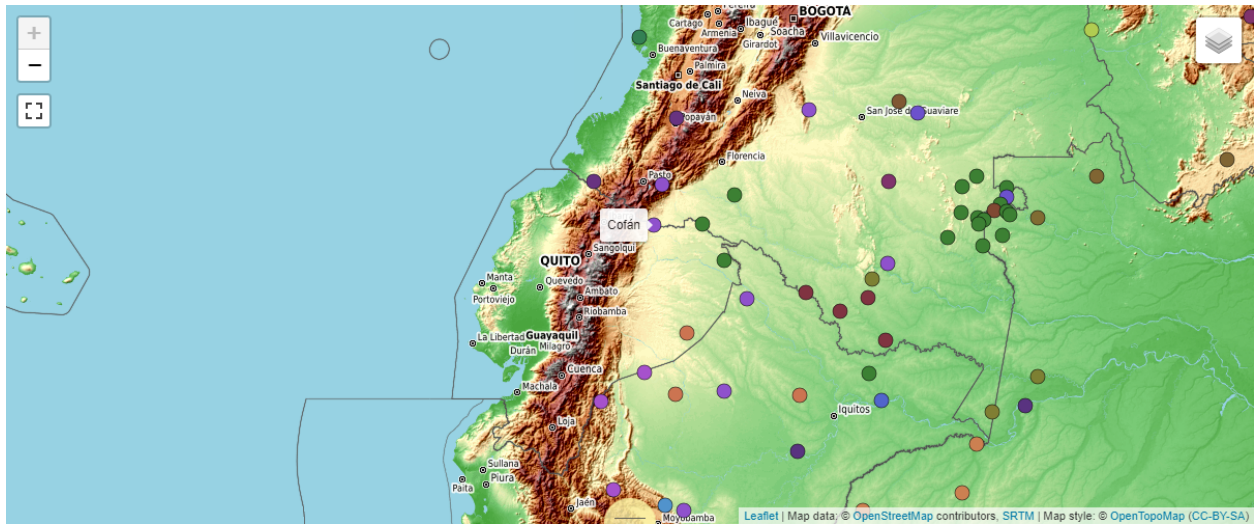 +
−
BOGOTA
Cartago
Ibagué
Armenia
Soacha
Girardot
Villavicencio
Buenaventura
Palmira
Santiago de Cali
Neiva
San José del Guaviare
Florencia
Pasto
Cofán
Sangolquí
QUITO
Manta
Quevedo
Ambato
Portoviejo
Riobamba
La Libertad
Guayaquil
Durán
Milagro
Cuenca
Machala
Iquitos
Loja
Sullana
Piura
Paita
Jaén
Moyobamba
Leaflet | Map data: © OpenStreetMap contributors, SRTM | Map style: © OpenTopoMap (CC-BY-SA)